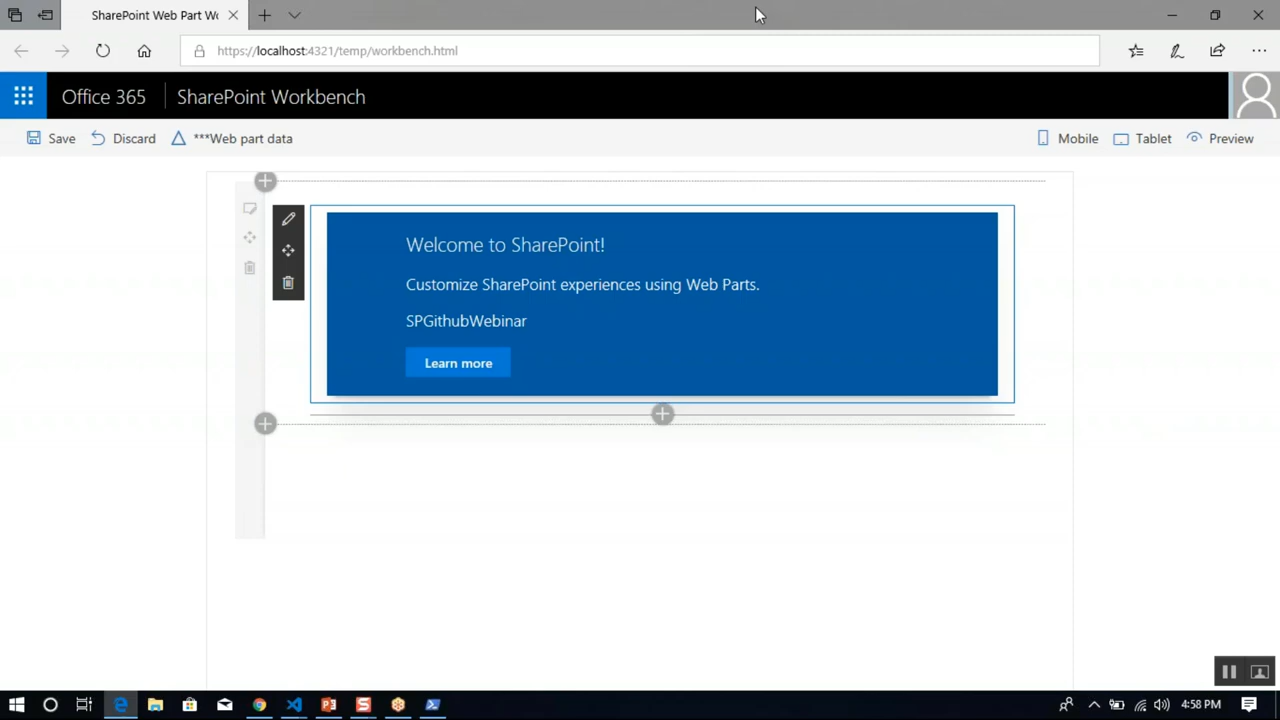 SharePoint Web Part Wo
https://localhost:4321/temp/workbench.html
Office 365
SharePoint Workbench
Save
Discard
***Web part data
Mobile
Tablet
Preview
Welcome to SharePoint!
Customize SharePoint experiences using Web Parts.
SPGithubWebinar
Learn more
4:58 PM